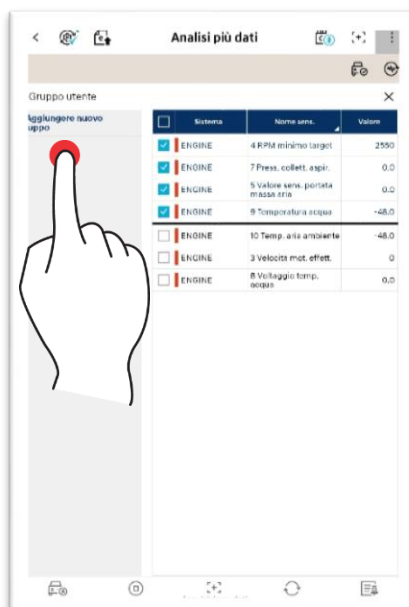 Analisi più dati
Gruppo utente
Aggiungere nuovo
uppo
Sistema Nome sens. Valore
ENGINE 4 RPM minimo target 2550
ENGINE 7 Press. collett. aspir. 0.0
ENGINE 5 Valore sens. portata
massa aria 0.0
ENGINE 9 Temperatura acqua -48.0
ENGINE 10 Temp. aria ambiente -48.0
ENGINE 3 Velocità mot. effett. 0
ENGINE 8 Voltaggio temp.
acqua 0.0